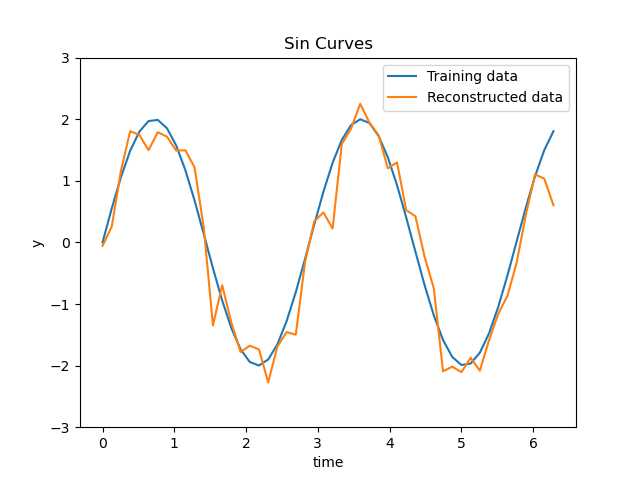 Sin Curves
Training data
Reconstructed data
3
2
1
0
−1
−2
−3
y
0 1 2 3 4 5 6
time